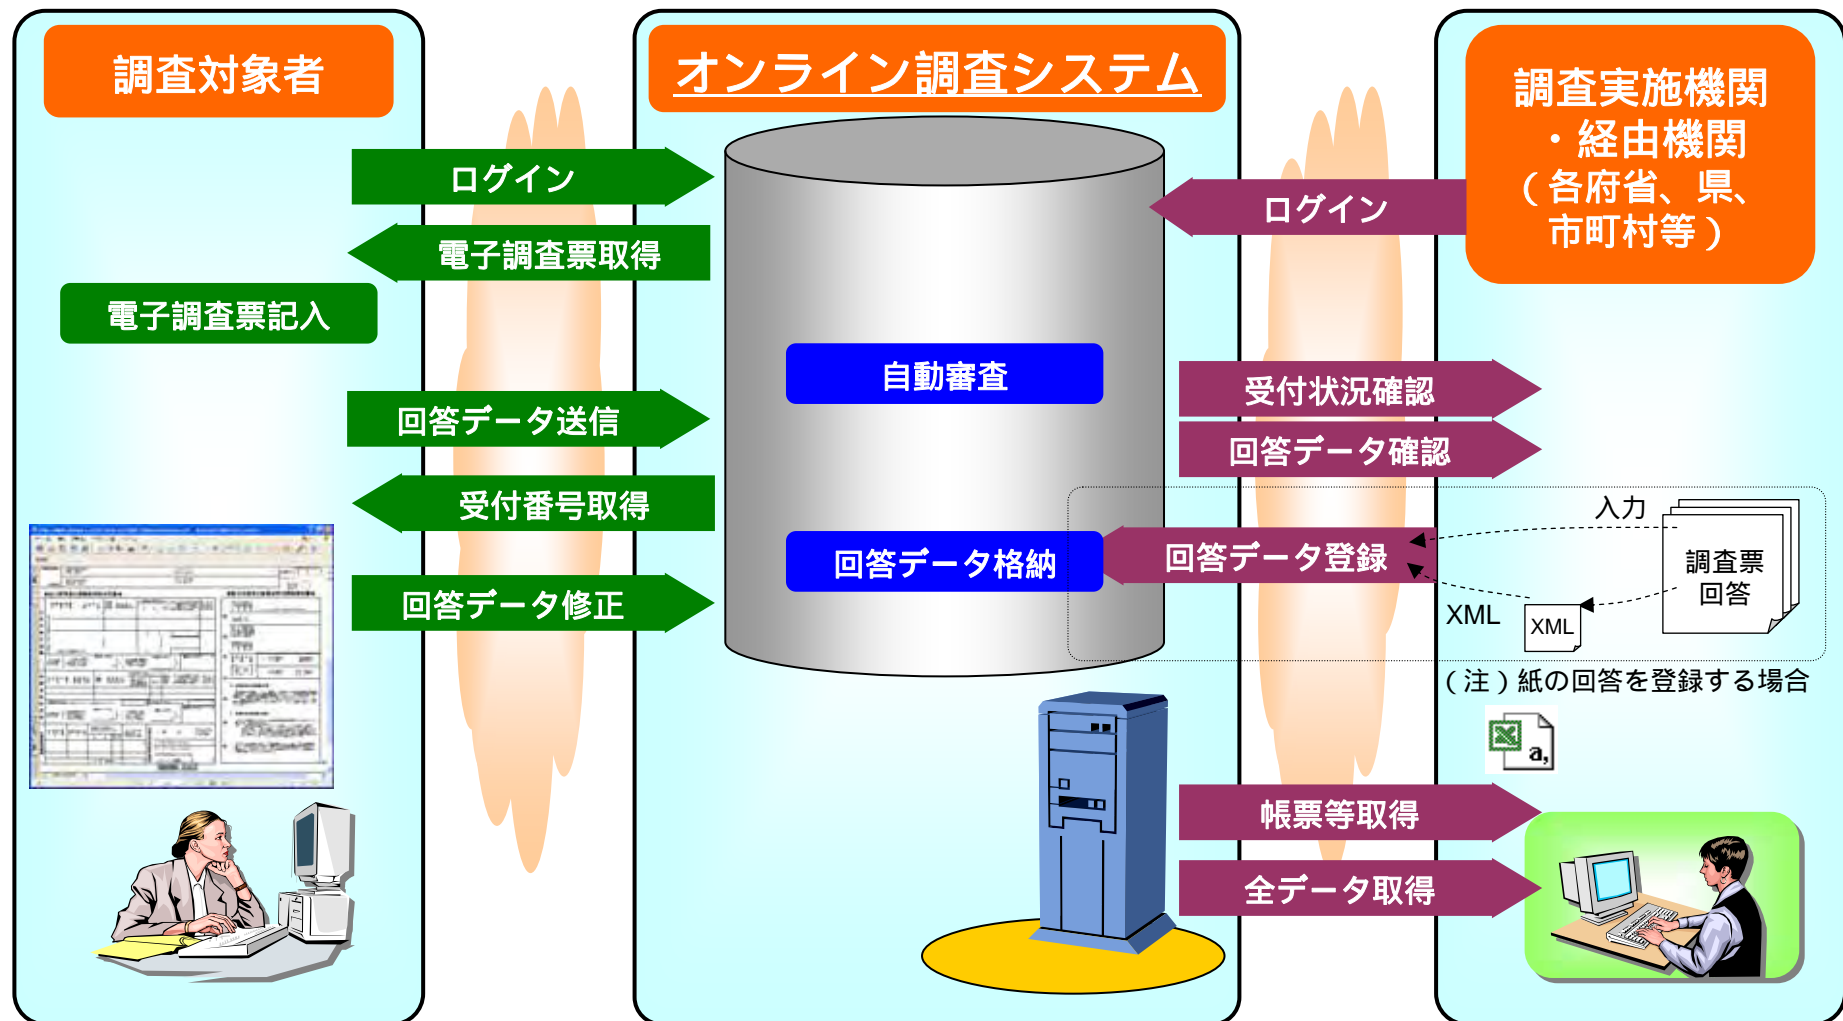 調査対象者
ログイン
電子調査票取得
電子調査票記入
回答データ送信
受付番号取得
回答データ修正
オンライン調査システム
自動審査
回答データ格納
調査実施機関
・経由機関
（各府省、県、
市町村等）
ログイン
受付状況確認
回答データ確認
回答データ登録
入力
調査票
回答
XML
XML
（注）紙の回答を登録する場合
a,
帳票等取得
全データ取得